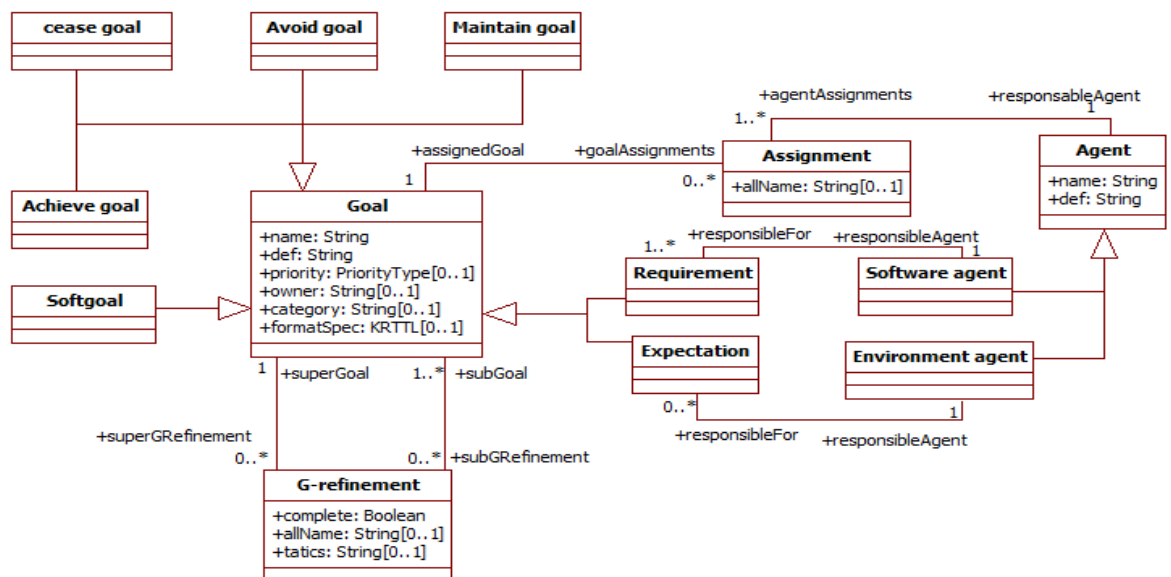 cease goal
Avoid goal
Maintain goal
+agentAssignments
+responsableAgent
1..*
1
+assignedGoal
+goalAssignments
Assignment
Agent
1
0..*
+allName: String[0..1]
+name: String
+def: String
Achieve goal
Goal
+name: String
+def: String
+priority: PriorityType[0..1]
+owner: String[0..1]
+category: String[0..1]
+formatSpec: KRTTL[0..1]
+responsibleFor
+responsibleAgent
1..*
1
Requirement
Software agent
Softgoal
Expectation
Environment agent
1
+superGoal
1..*
+subGoal
0..*
1
+responsibleFor
+responsibleAgent
+superGRefinement
0..*
0..*
+subGRefinement
G-refinement
+complete: Boolean
+allName: String[0..1]
+tatics: String[0..1]